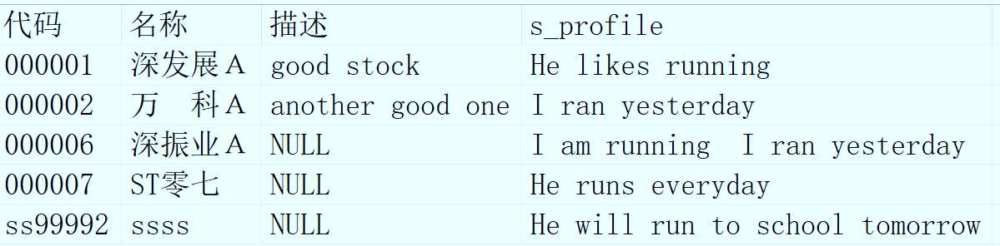 代码 名称 描述 s_profile
000001 深发展Ａ good stock He likes running
000002 万　科Ａ another good one I ran yesterday
000006 深振业Ａ NULL I am running  I ran yesterday
000007 ST零七 NULL He runs everyday
ss99992 ssss NULL He will run to school tomorrow